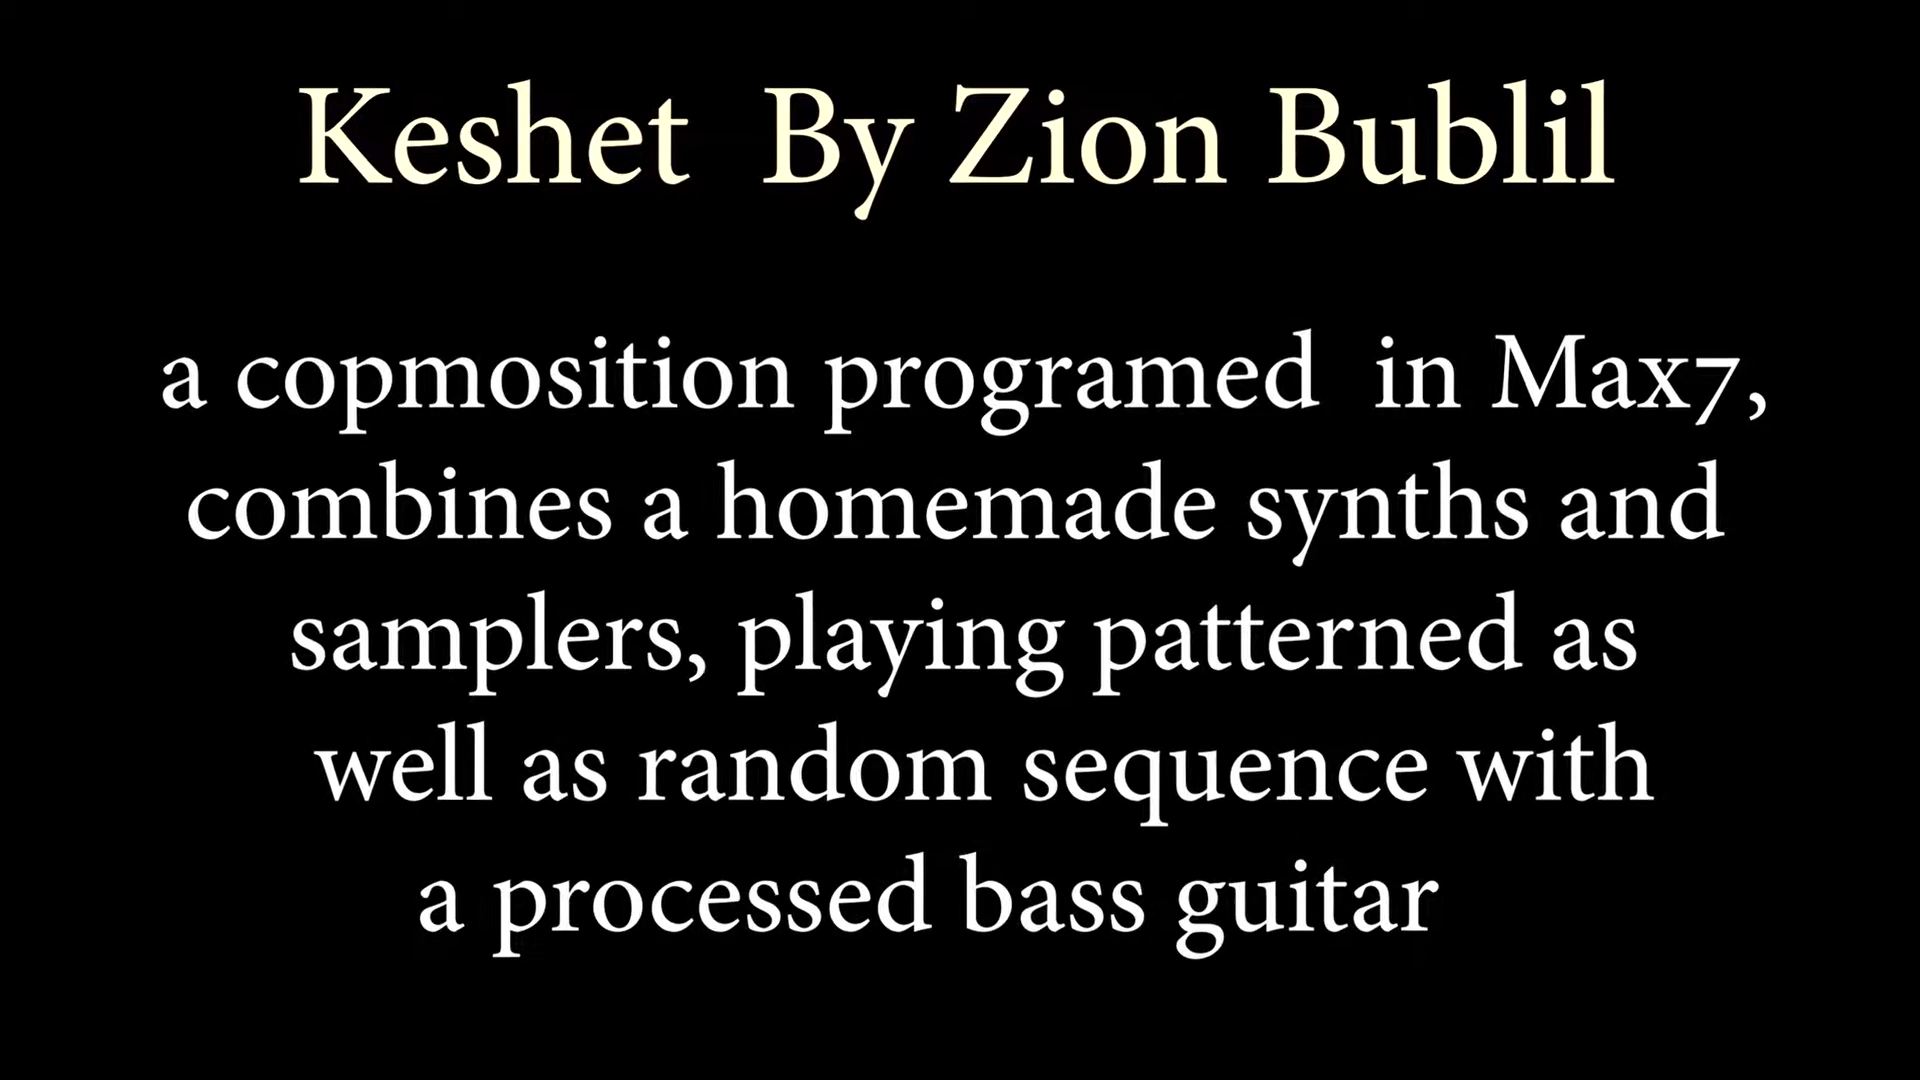 Keshet  By Zion Bublil
a copmosition programed  in Max7,
combines a homemade synths and
samplers, playing patterned as
well as random sequence with
a processed bass guitar